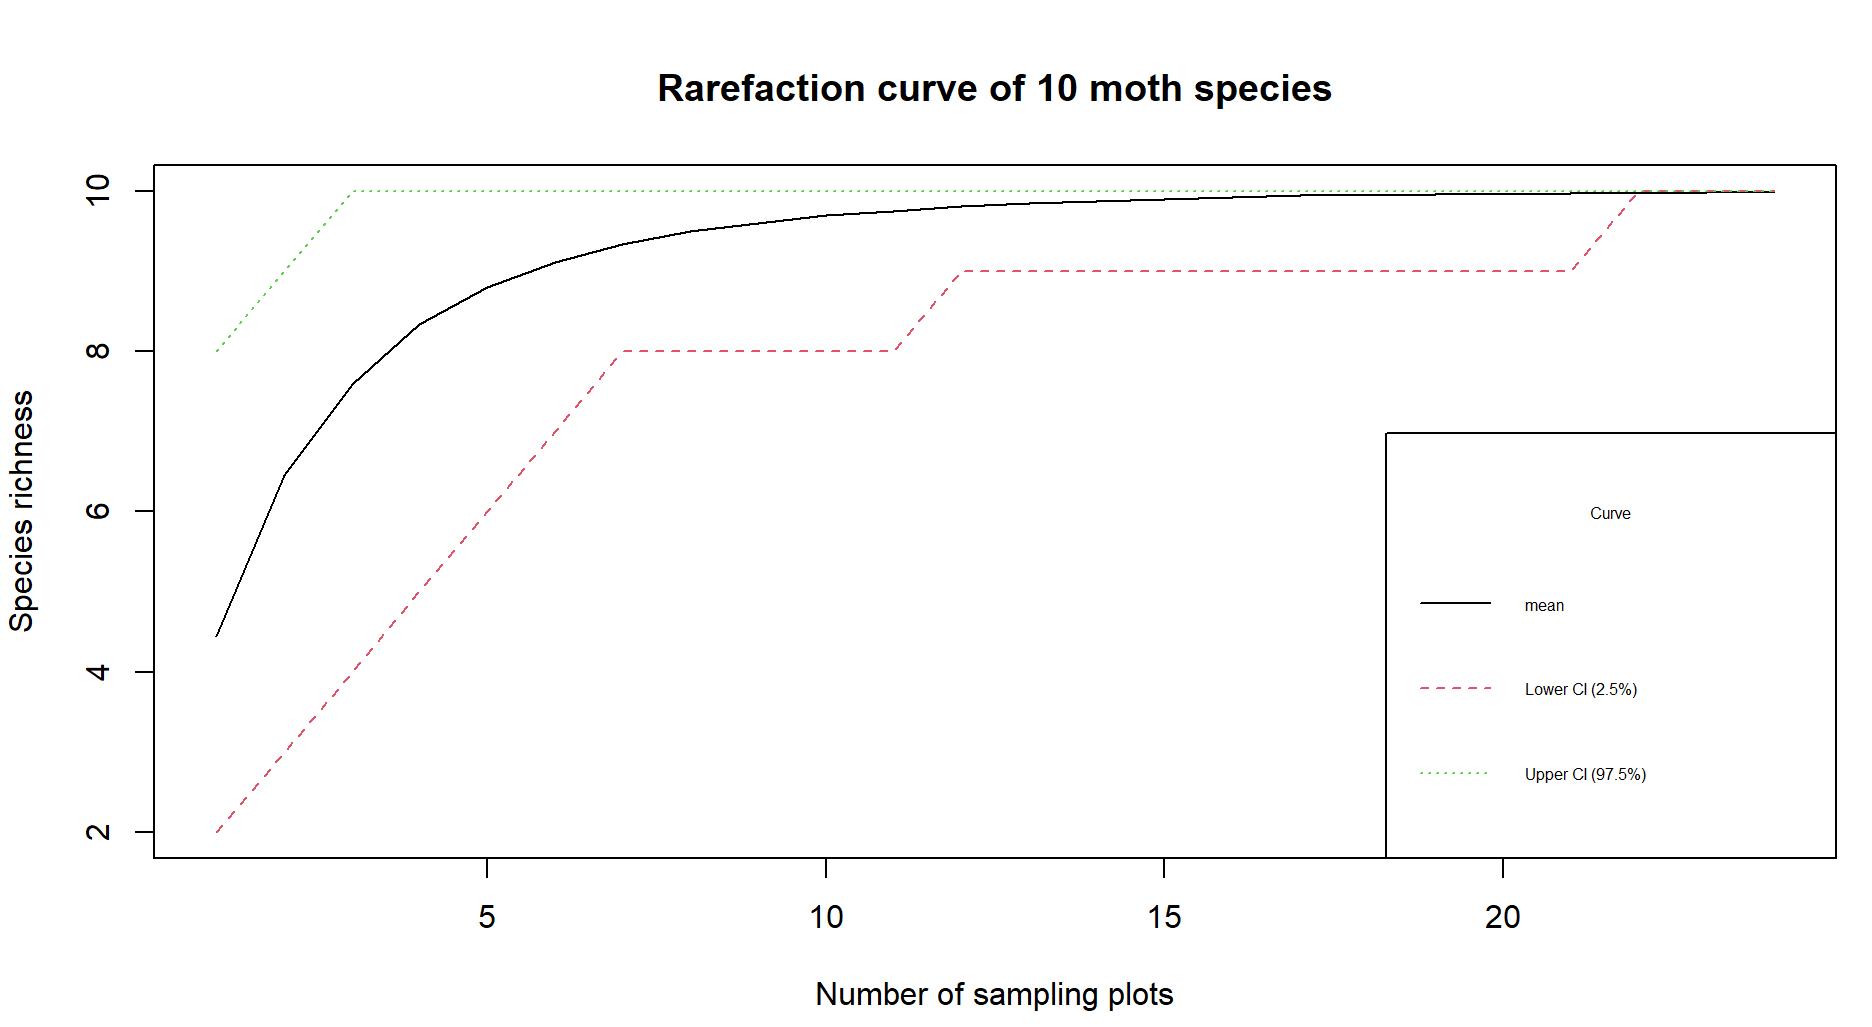 Rarefaction curve of 10 moth species
10
8
6
4
2
Species richness
Curve
mean
Lower CI (2.5%)
Upper CI (97.5%)
5 10 15 20
Number of sampling plots